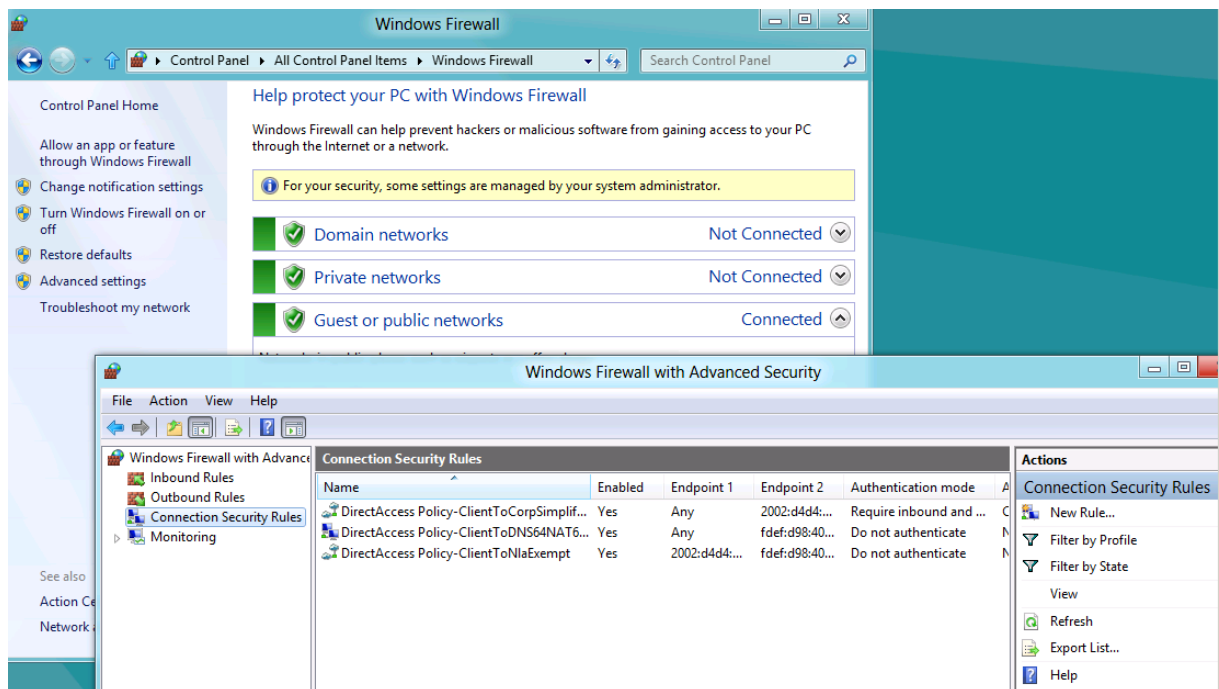 Windows Firewall
Control Panel ▸ All Control Panel Items ▸ Windows Firewall
Search Control Panel
Control Panel Home
Allow an app or feature
through Windows Firewall
Change notification settings
Turn Windows Firewall on or
off
Restore defaults
Advanced settings
Troubleshoot my network
See also
Action Ce
Network
Help protect your PC with Windows Firewall
Windows Firewall can help prevent hackers or malicious software from gaining access to your PC
through the Internet or a network.
For your security, some settings are managed by your system administrator.
Domain networks Not Connected
Private networks Not Connected
Guest or public networks Connected
Windows Firewall with Advanced Security
File Action View Help
Windows Firewall with Advance
Inbound Rules
Outbound Rules
Connection Security Rules
Monitoring
Connection Security Rules
Name Enabled Endpoint 1 Endpoint 2 Authentication mode A
DirectAccess Policy-ClientToCorpSimplif... Yes Any 2002:d4d4:... Require inbound and ... C
DirectAccess Policy-ClientToDNS64NAT6... Yes Any fdef:d98:40... Do not authenticate N
DirectAccess Policy-ClientToNlaExempt Yes 2002:d4d4:... fdef:d98:40... Do not authenticate N
Actions
Connection Security Rules
New Rule...
Filter by Profile
Filter by State
View
Refresh
Export List...
Help